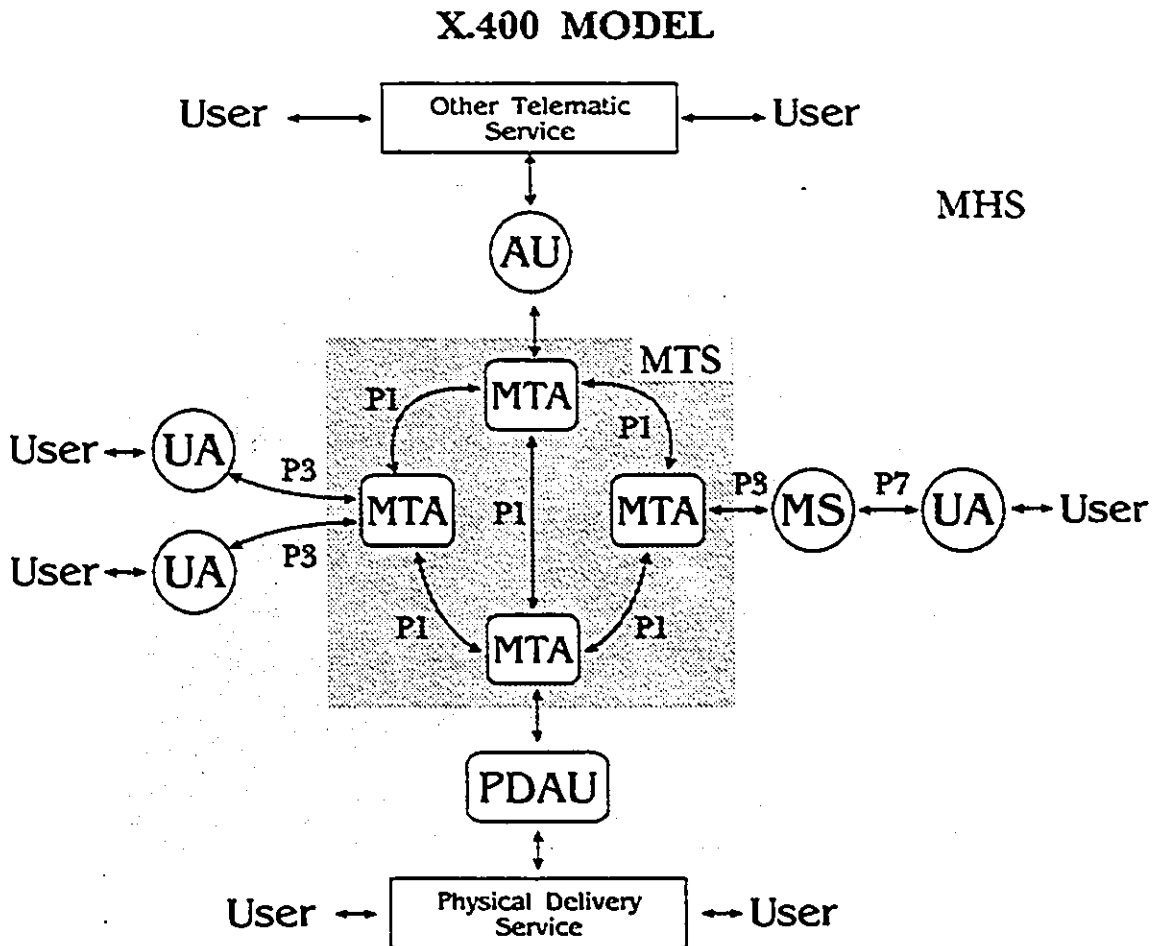 X.400 MODEL
User
Other Telematic
Service
User
MHS
AU
MTS
MTA
P1
P1
User
UA
P3
MTA
P1
MTA
P3
MS
P7
UA
User
User
UA
P3
P1
MTA
P1
PDAU
User
Physical Delivery
Service
User